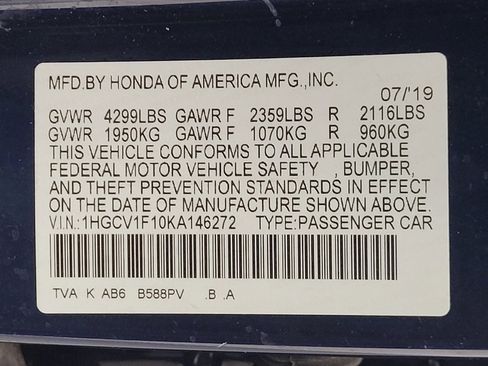 MFD.BY HONDA OF AMERICA MFG.,INC.
07/'19
GVWR 4299LBS GAWR F 2359LBS R 2116LBS
GVWR 1950KG GAWR F 1070KG R 960KG
THIS VEHICLE CONFORMS TO ALL APPLICABLE
FEDERAL MOTOR VEHICLE SAFETY , BUMPER,
AND THEFT PREVENTION STANDARDS IN EFFECT
ON THE DATE OF MANUFACTURE SHOWN ABOVE.
V.I.N.:1HGCV1F10KA146272 TYPE:PASSENGER CAR
TVA K AB6 B588PV .B .A